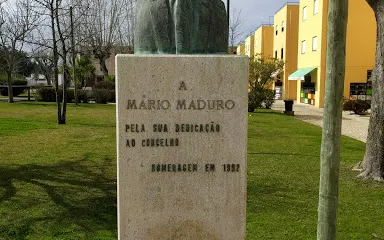 A
MÁRIO MADURO
PELA SUA DEDICAÇÃO
AO CONCELHO
HOMENAGEM EM 1992